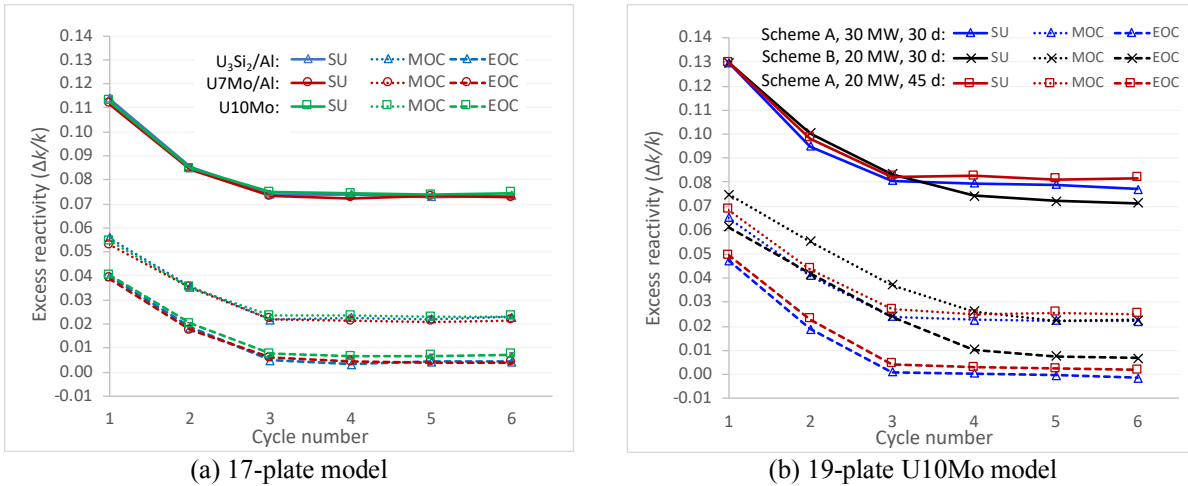 0.14
0.13
0.12
0.11
0.10
0.09
0.08
0.07
0.06
0.05
0.04
0.03
0.02
0.01
0.00
-0.01
Excess reactivity (Δk/k)
U3Si2/Al: SU MOC EOC
U7Mo/Al: SU MOC EOC
U10Mo: SU MOC EOC
1 2 3 4 5 6
Cycle number
(a) 17-plate model
0.14
0.13
0.12
0.11
0.10
0.09
0.08
0.07
0.06
0.05
0.04
0.03
0.02
0.01
0.00
-0.01
Excess reactivity (Δk/k)
Scheme A, 30 MW, 30 d: SU MOC EOC
Scheme B, 20 MW, 30 d: SU MOC EOC
Scheme A, 20 MW, 45 d: SU MOC EOC
1 2 3 4 5 6
Cycle number
(b) 19-plate U10Mo model